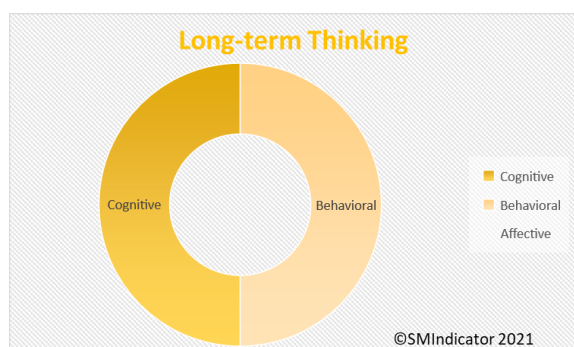 Long-term Thinking
Cognitive
Behavioral
Cognitive
Behavioral
Affective
©SMIndicator 2021